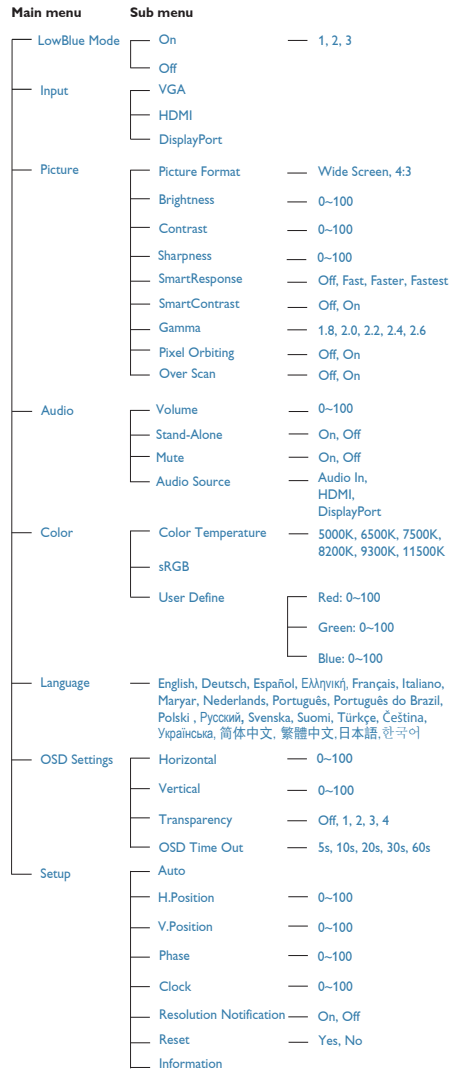 Main menu Sub menu
LowBlue Mode On 1, 2, 3
Off
Input VGA
HDMI
DisplayPort
Picture Picture Format Wide Screen, 4:3
Brightness 0~100
Contrast 0~100
Sharpness 0~100
SmartResponse Off, Fast, Faster, Fastest
SmartContrast Off, On
Gamma 1.8, 2.0, 2.2, 2.4, 2.6
Pixel Orbiting Off, On
Over Scan Off, On
Audio Volume 0~100
Stand-Alone On, Off
Mute On, Off
Audio Source Audio In,
HDMI,
DisplayPort
Color Color Temperature 5000K, 6500K, 7500K,
8200K, 9300K, 11500K
sRGB
User Define Red: 0~100
Green: 0~100
Blue: 0~100
Language English, Deutsch, Español, Ελληνική, Français, Italiano,
Maryar, Nederlands, Português, Português do Brazil,
Polski , Русский, Svenska, Suomi, Türkçe, Čeština,
Українська, 简体中文, 繁體中文,日本語,한국어
OSD Settings Horizontal 0~100
Vertical 0~100
Transparency Off, 1, 2, 3, 4
OSD Time Out 5s, 10s, 20s, 30s, 60s
Setup Auto
H.Position 0~100
V.Position 0~100
Phase 0~100
Clock 0~100
Resolution Notification On, Off
Reset Yes, No
Information